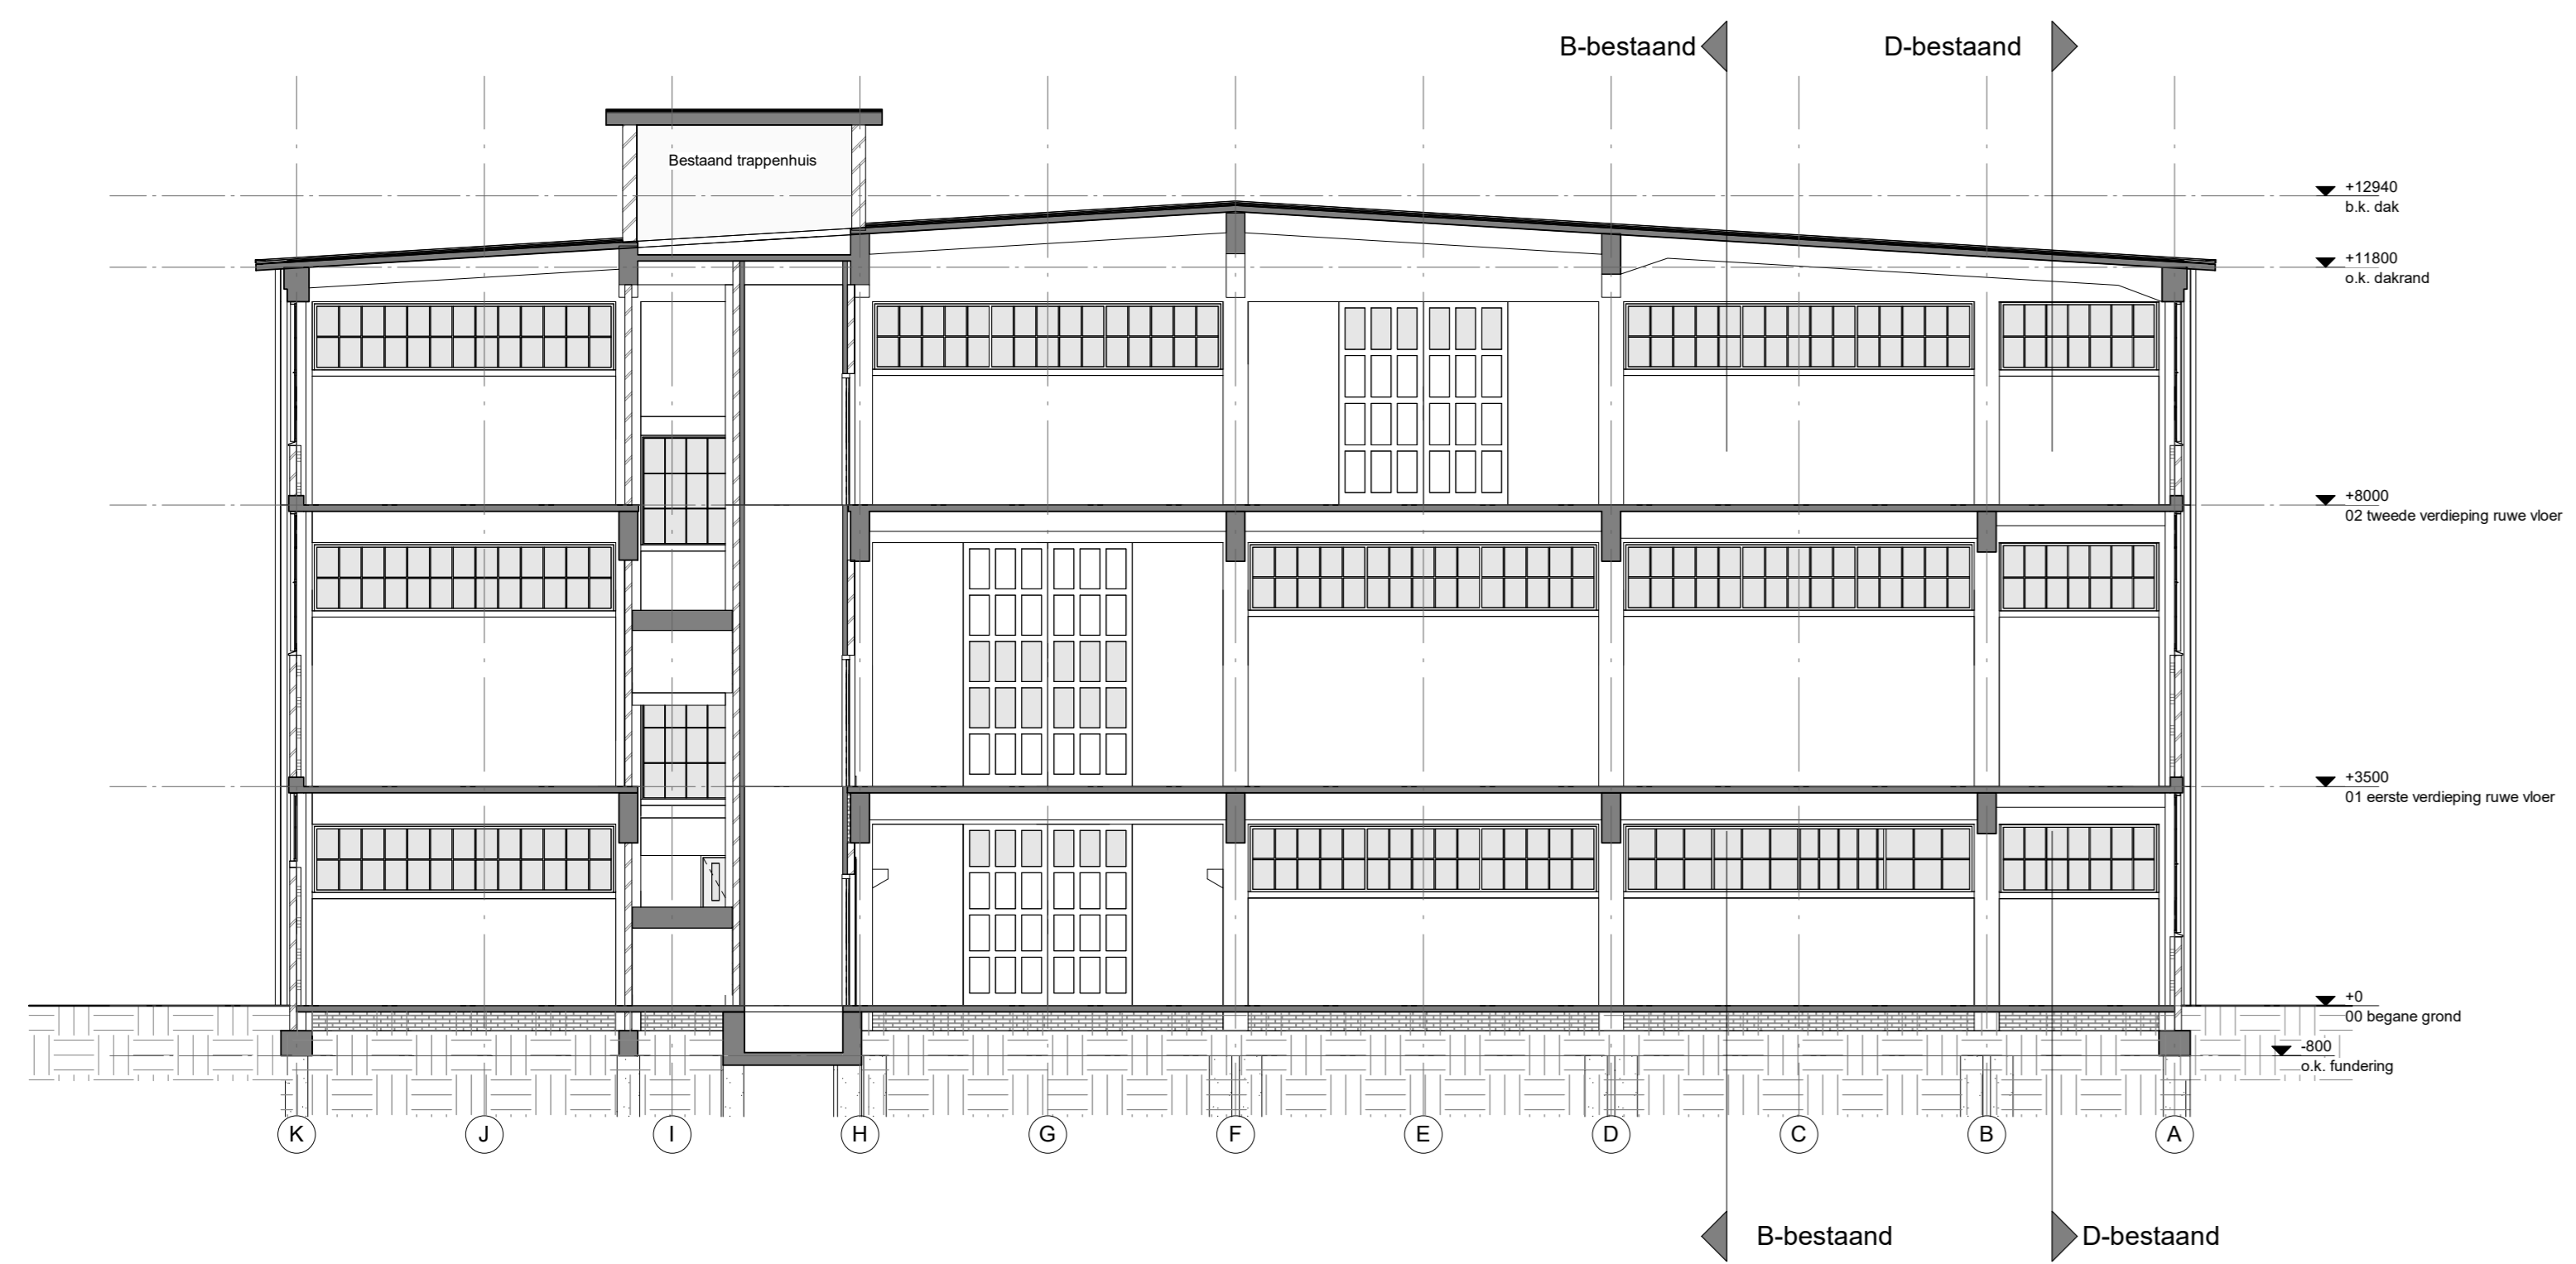 B-bestaand
D-bestaand
Bestaand trappenhuis
+12940
b.k. dak
+11800
o.k. dakrand
+8000
02 tweede verdieping ruwe vloer
+3500
01 eerste verdieping ruwe vloer
+0
00 begane grond
-800
o.k. fundering
K
J
I
H
G
F
E
D
C
B
A
B-bestaand
D-bestaand